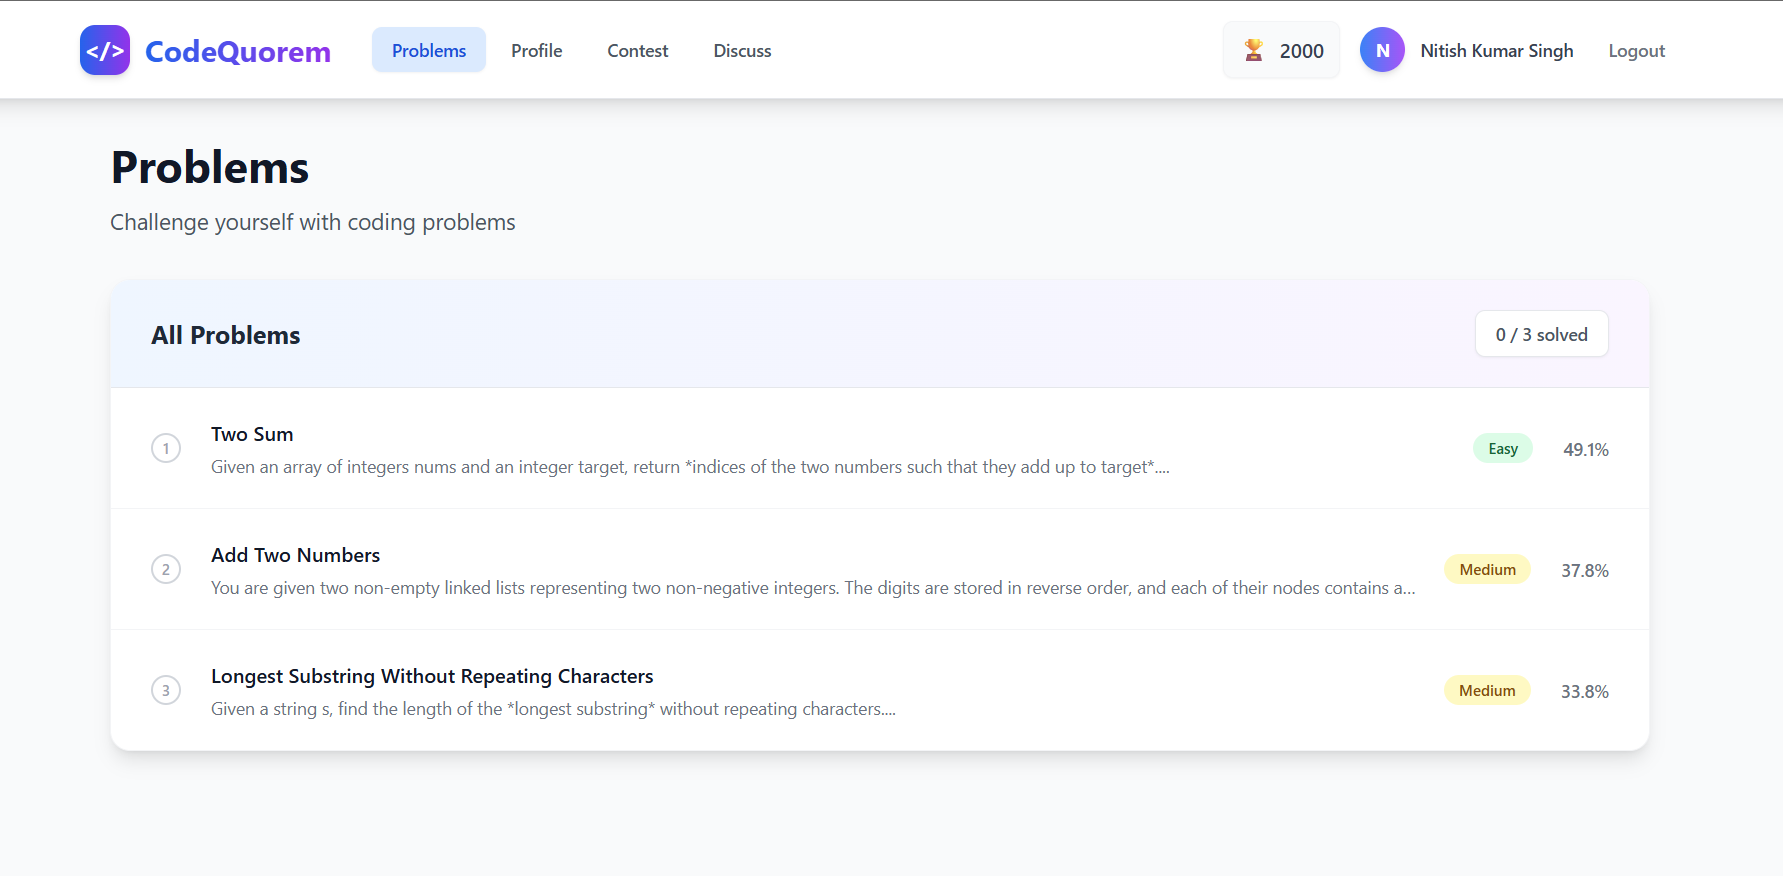 </> CodeQuorem Problems Profile Contest Discuss 2000 N Nitish Kumar Singh Logout
Problems
Challenge yourself with coding problems
All Problems 0 / 3 solved
1 Two Sum
Given an array of integers nums and an integer target, return *indices of the two numbers such that they add up to target*.... Easy 49.1%
2 Add Two Numbers
You are given two non-empty linked lists representing two non-negative integers. The digits are stored in reverse order, and each of their nodes contains a... Medium 37.8%
3 Longest Substring Without Repeating Characters
Given a string s, find the length of the *longest substring* without repeating characters.... Medium 33.8%